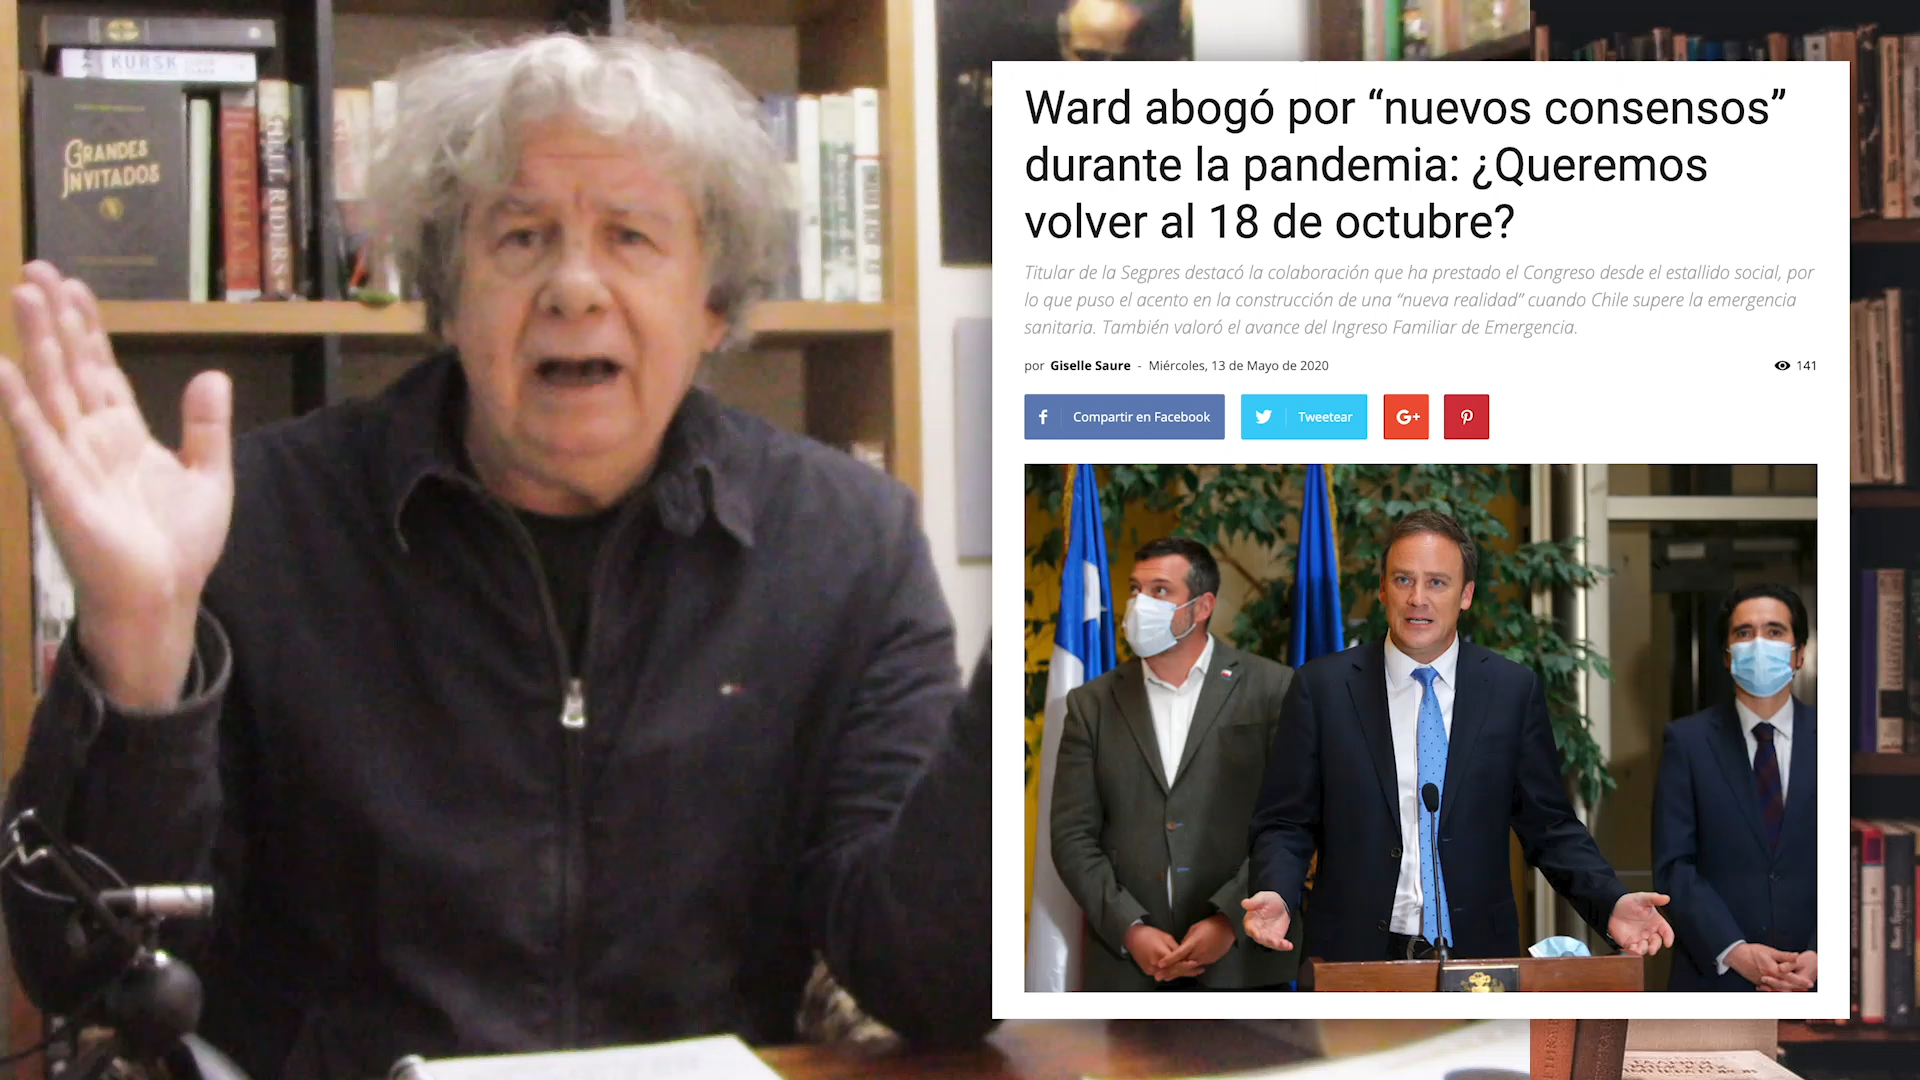 KURSK
GRANDES
INVITADOS
CRIMEA
HELL RIDERS
Ward abogó por “nuevos consensos”
durante la pandemia: ¿Queremos
volver al 18 de octubre?
Titular de la Segpres destacó la colaboración que ha prestado el Congreso desde el estallido social, por
lo que puso el acento en la construcción de una “nueva realidad” cuando Chile supere la emergencia
sanitaria. También valoró el avance del Ingreso Familiar de Emergencia.
por Giselle Saure - Miércoles, 13 de Mayo de 2020 141
f Compartir en Facebook Tweetear G+